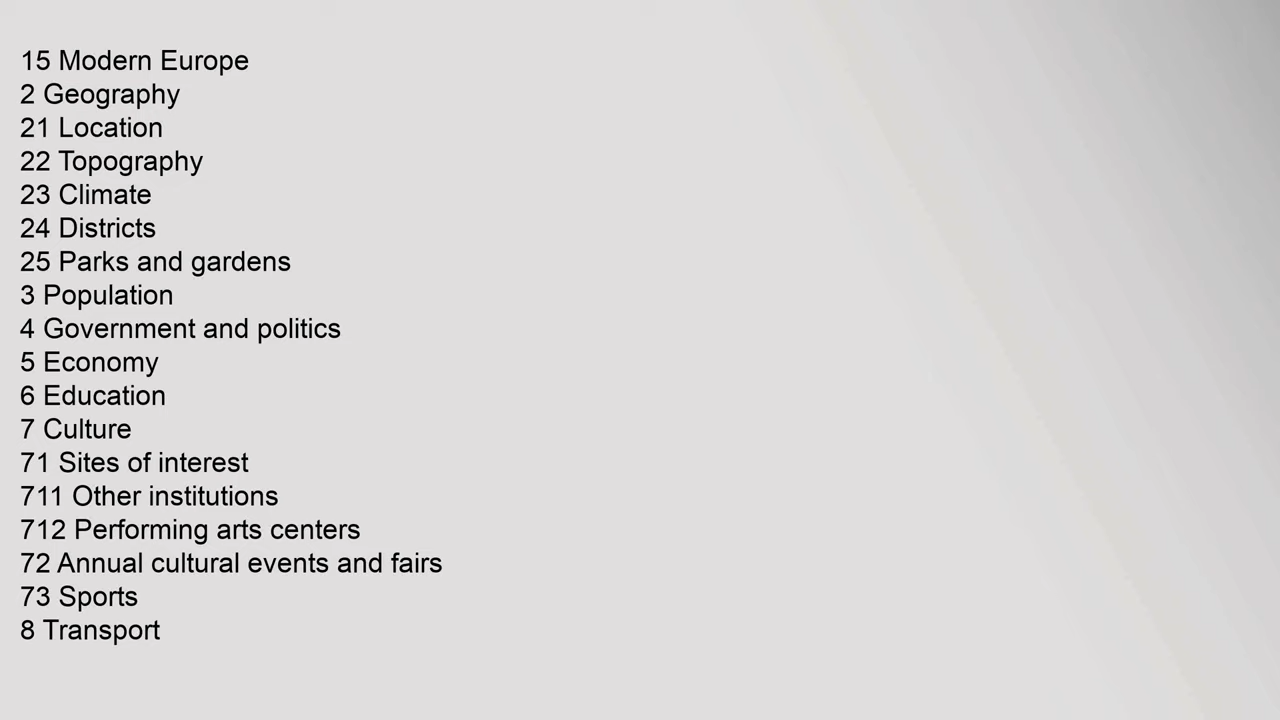 15 Modern Europe
2 Geography
21 Location
22 Topography
23 Climate
24 Districts
25 Parks and gardens
3 Population
4 Government and politics
5 Economy
6 Education
7 Culture
71 Sites of interest
711 Other institutions
712 Performing arts centers
72 Annual cultural events and fairs
73 Sports
8 Transport